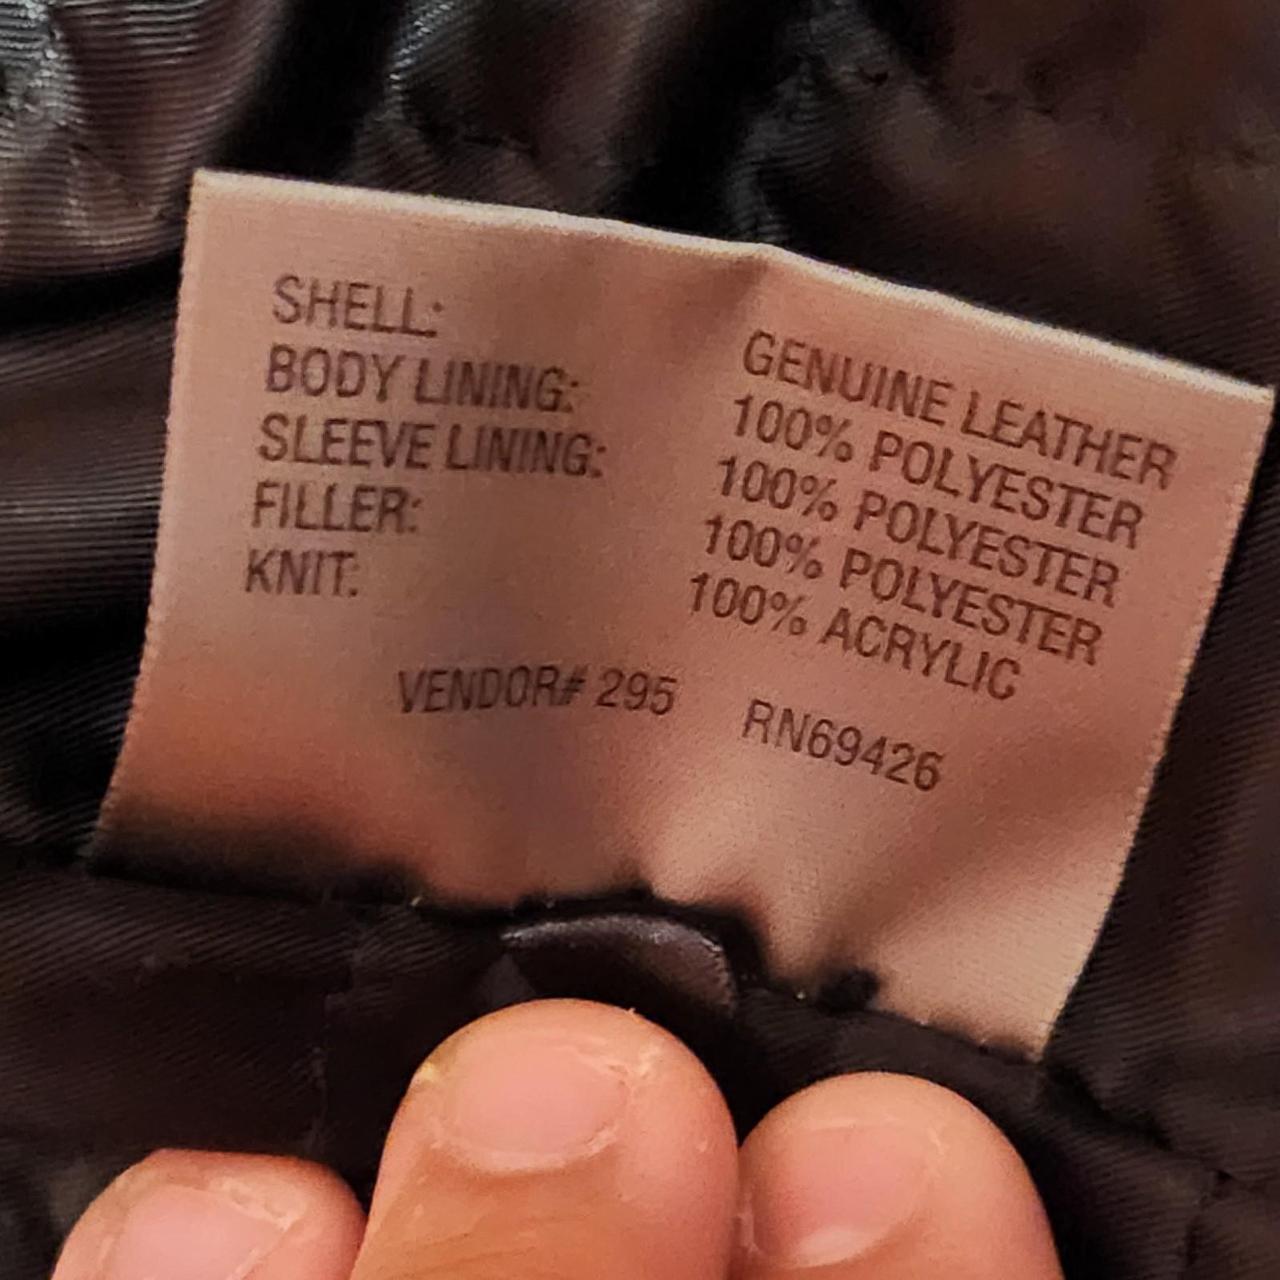 SHELL: GENUINE LEATHER
BODY LINING: 100% POLYESTER
SLEEVE LINING: 100% POLYESTER
FILLER: 100% POLYESTER
KNIT: 100% ACRYLIC
VENDOR# 295 RN69426